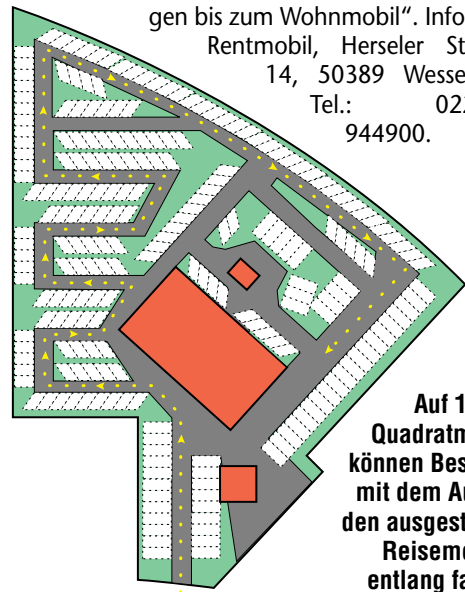 gen bis zum Wohnmobil“. Info
Rentmobil, Herseler St
14, 50389 Wesse
Tel.: 02
944900.
Auf 1
Quadratm
können Bes
mit dem Au
den ausgest
Reisem
entlang fa